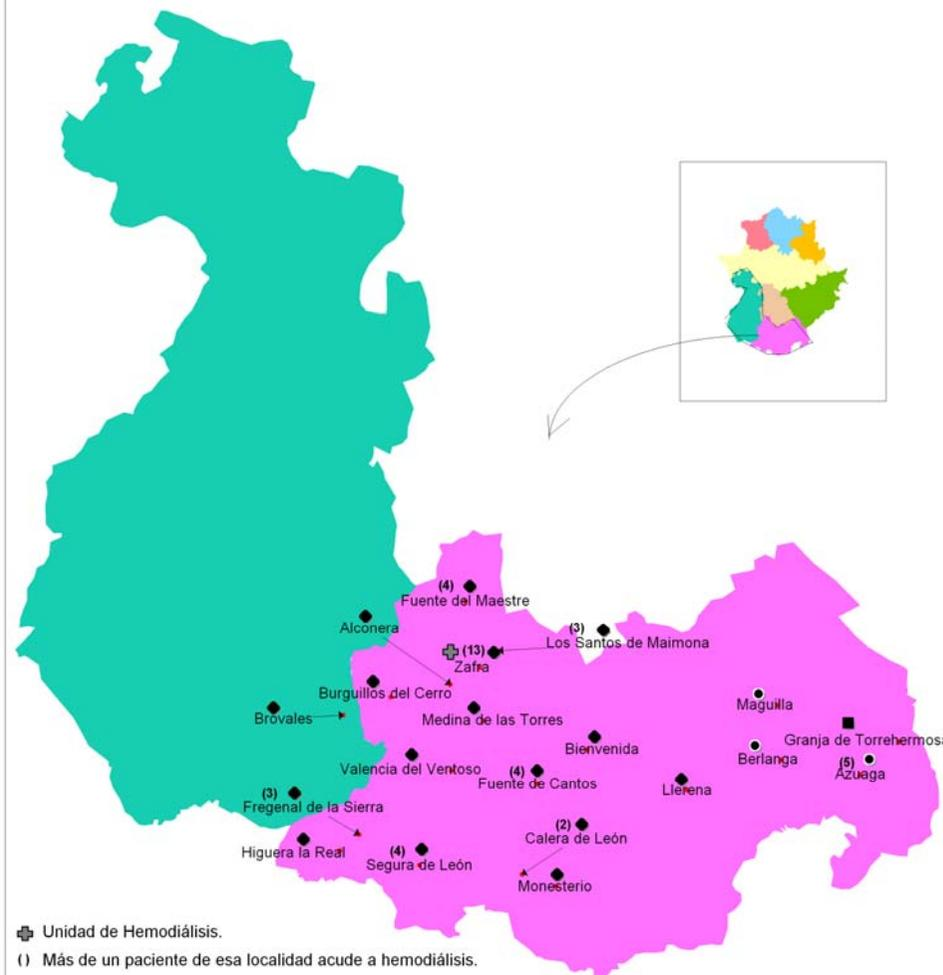 (4)
Fuente del Maestre
Alconera
(3)
Los Santos de Maimona
(13)
Zafra
Burguillos del Cerro
Maguilla
Brovales
Medina de las Torres
Granja de Torrehermosa
Bienvenida
Berlanga
(5)
Azuaga
Valencia del Ventoso
(4)
Fuente de Cantos
Llerena
(3)
Fregenal de la Sierra
(2)
Calera de León
Higuera la Real
(4)
Segura de León
Monesterio
Unidad de Hemodiálisis.
() Más de un paciente de esa localidad acude a hemodiálisis.